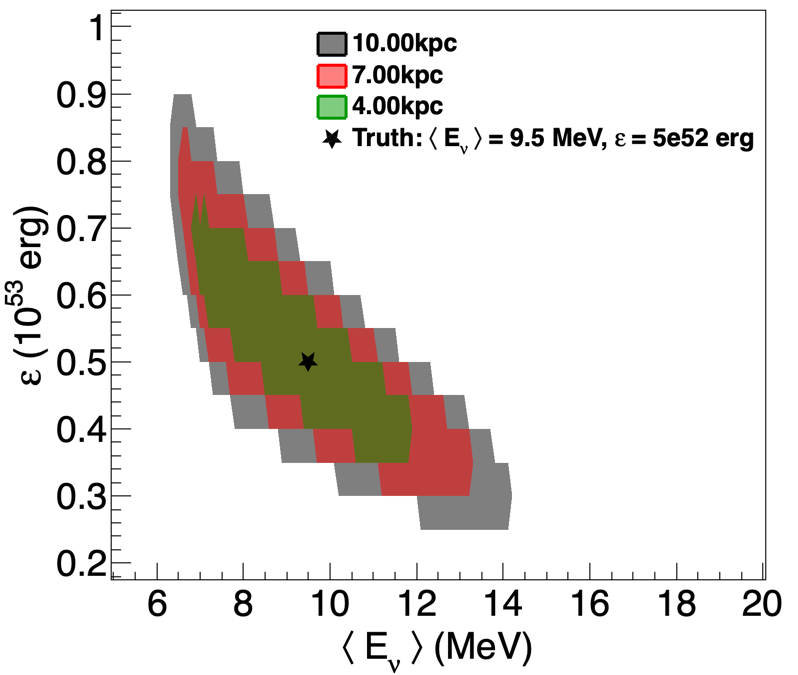 10.00kpc
7.00kpc
4.00kpc
Truth: ⟨ Eν ⟩ = 9.5 MeV, ε = 5e52 erg
1
0.9
0.8
0.7
0.6
0.5
0.4
0.3
0.2
ε (10^53 erg)
6 8 10 12 14 16 18 20
⟨ Eν ⟩ (MeV)